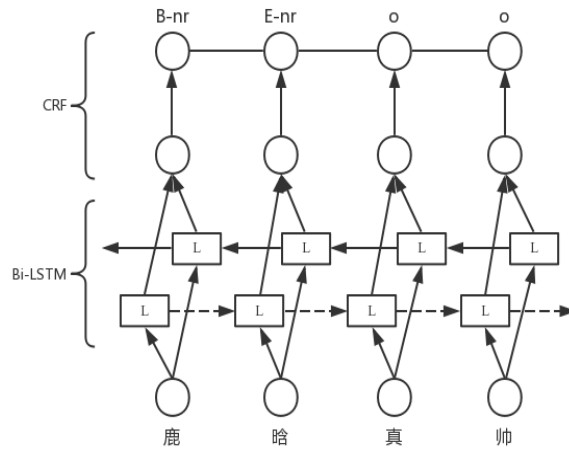 B-nr E-nr o o
CRF
L L L L
Bi-LSTM
L L L L
鹿 晗 真 帅